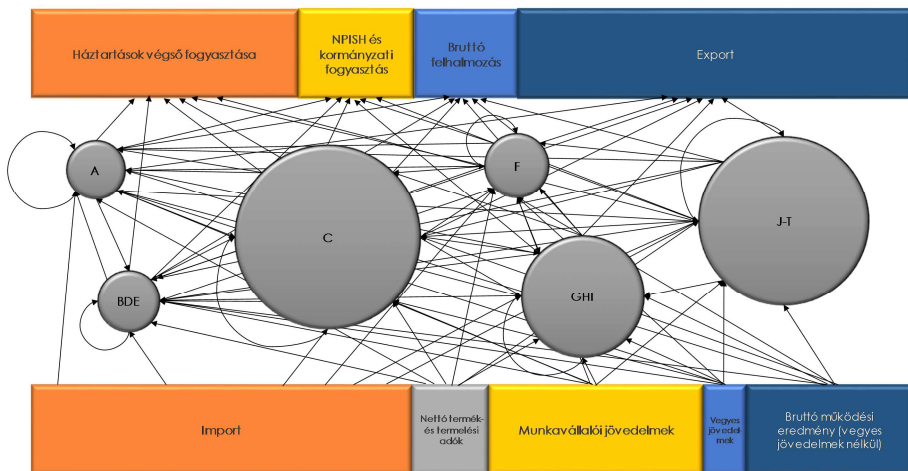 Háztartások végső fogyasztása
NPISH és
kormányzati
fogyasztás
Bruttó
felhalmozás
Export
A
F
C
J-T
BDE
GHI
Import
Nettó termék-
és termelési
adók
Munkavállalói jövedelmek
Vegyes
jövedel-
mek
Bruttó működési
eredmény (vegyes
jövedelmek nélkül)